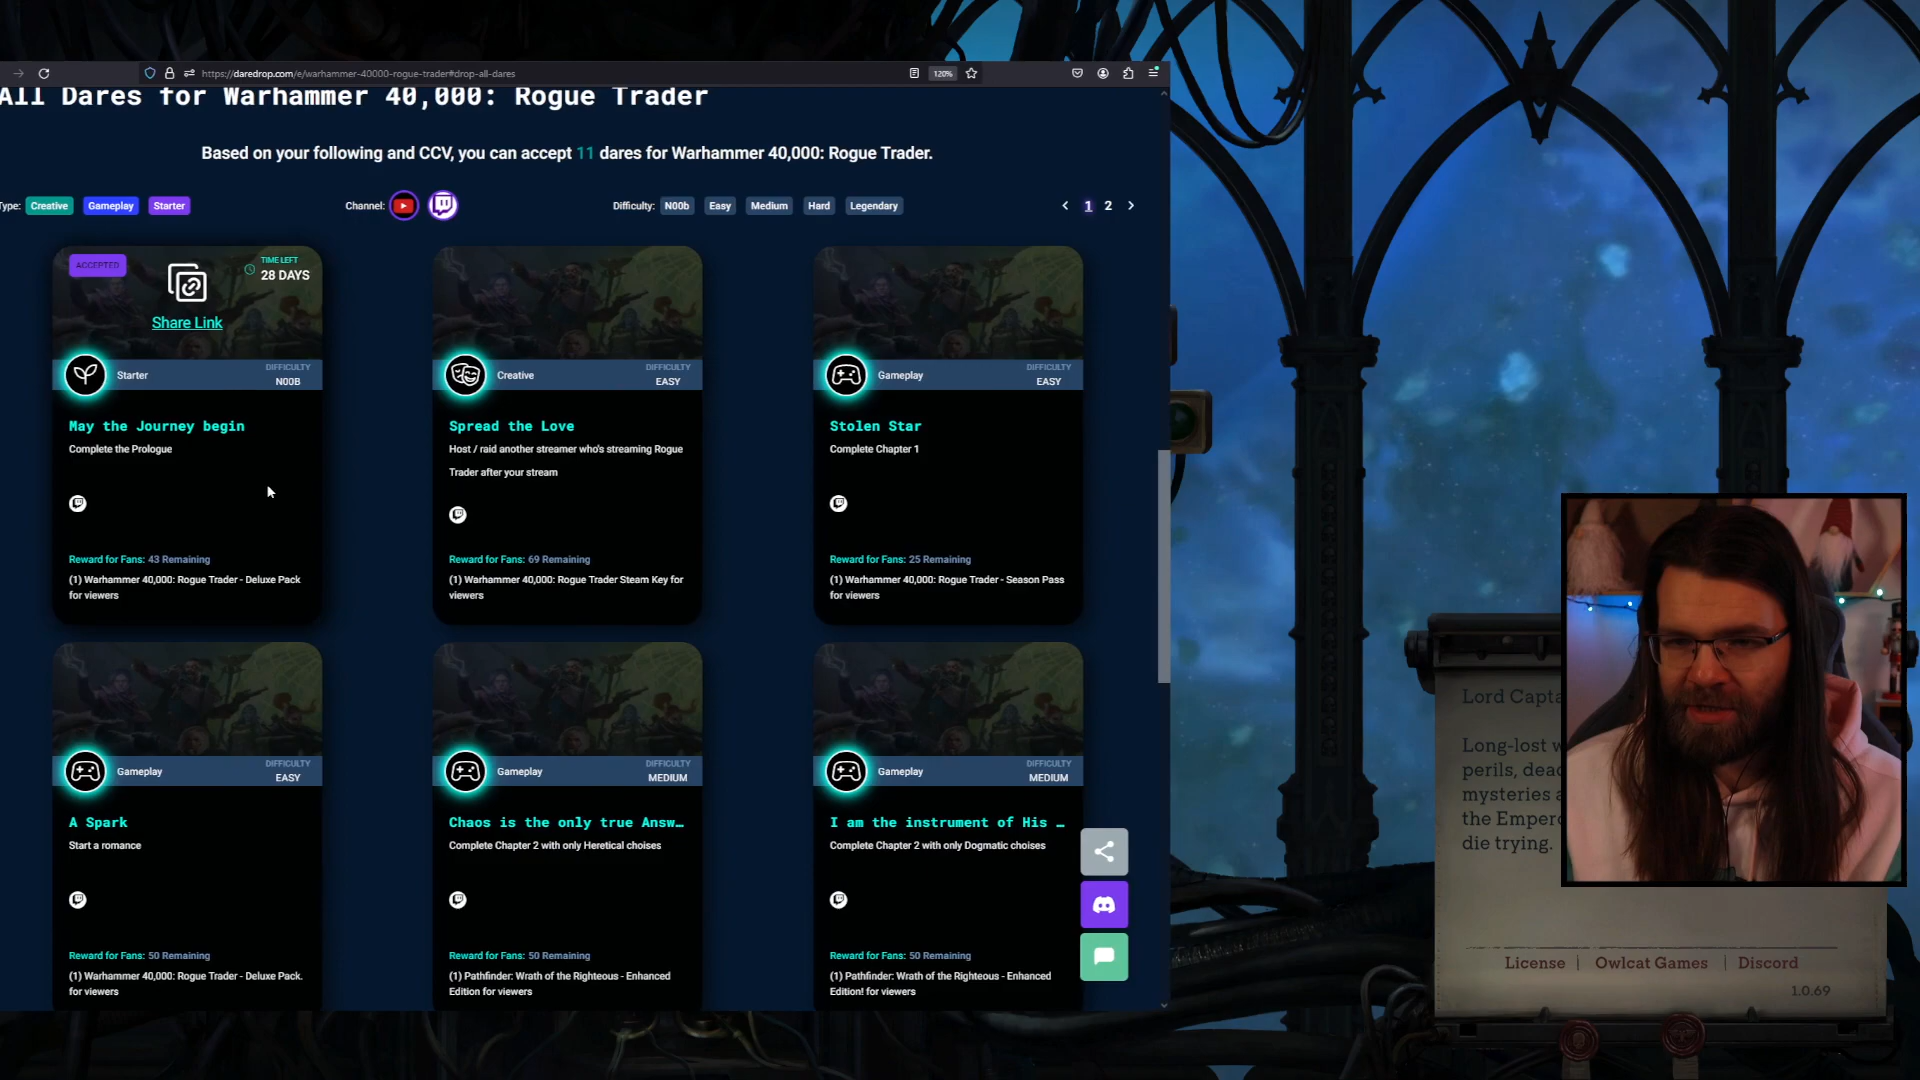 https://daredrop.com/e/warhammer-40000-rogue-trader#drop-all-dares
120%
All Dares for Warhammer 40,000: Rogue Trader
Based on your following and CCV, you can accept 11 dares for Warhammer 40,000: Rogue Trader.
Type: Creative Gameplay Starter
Channel:
Difficulty: N00b Easy Medium Hard Legendary
1 2
ACCEPTED
TIME LEFT
28 DAYS
Share Link
Starter
DIFFICULTY
N00B
May the Journey begin
Complete the Prologue
Reward for Fans: 43 Remaining
(1) Warhammer 40,000: Rogue Trader - Deluxe Pack
for viewers
Creative
DIFFICULTY
EASY
Spread the Love
Host / raid another streamer who's streaming Rogue
Trader after your stream
Reward for Fans: 69 Remaining
(1) Warhammer 40,000: Rogue Trader Steam Key for
viewers
Gameplay
DIFFICULTY
EASY
Stolen Star
Complete Chapter 1
Reward for Fans: 25 Remaining
(1) Warhammer 40,000: Rogue Trader - Season Pass
for viewers
Gameplay
DIFFICULTY
EASY
A Spark
Start a romance
Reward for Fans: 50 Remaining
(1) Warhammer 40,000: Rogue Trader - Deluxe Pack.
for viewers
Gameplay
DIFFICULTY
MEDIUM
Chaos is the only true Answ…
Complete Chapter 2 with only Heretical choises
Reward for Fans: 50 Remaining
(1) Pathfinder: Wrath of the Righteous - Enhanced
Edition for viewers
Gameplay
DIFFICULTY
MEDIUM
I am the instrument of His …
Complete Chapter 2 with only Dogmatic choises
Reward for Fans: 50 Remaining
(1) Pathfinder: Wrath of the Righteous - Enhanced
Edition! for viewers
Lord Capta
Long-lost w
perils, dead
mysteries a
the Empero
die trying.
License | Owlcat Games | Discord
1.0.69